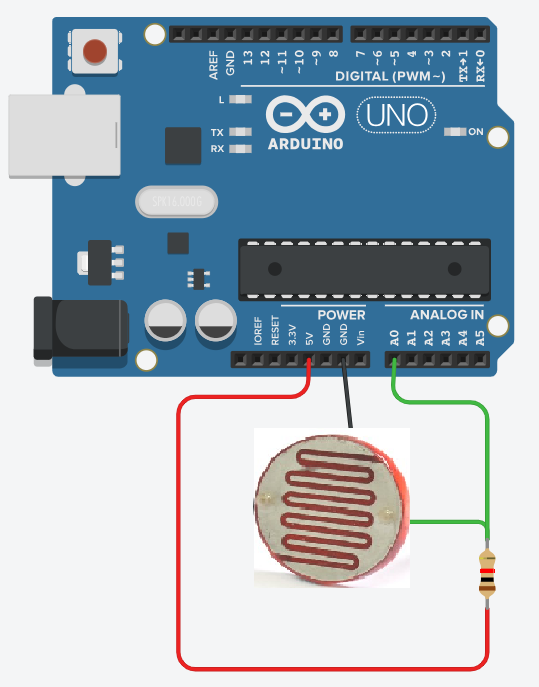 AREF
GND
13
12
~11
~10
~9
8
7
~6
~5
4
~3
2
TX→1
RX←0
DIGITAL (PWM~)
L
TX
RX
UNO
ON
ARDUINO
SPK16.000G
POWER
ANALOG IN
IOREF
RESET
3.3V
5V
GND
GND
Vin
A0
A1
A2
A3
A4
A5